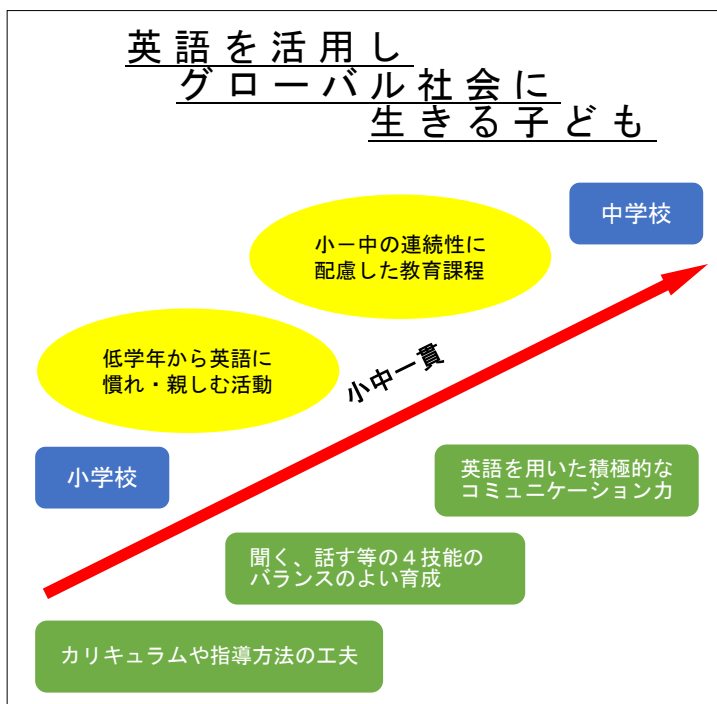 英語を活用し
グローバル社会に
生きる子ども
中学校
小ー中の連続性に
配慮した教育課程
低学年から英語に
慣れ・親しむ活動
小中一貫
小学校
英語を用いた積極的な
コミュニケーション力
聞く、話す等の４技能の
バランスのよい育成
カリキュラムや指導方法の工夫